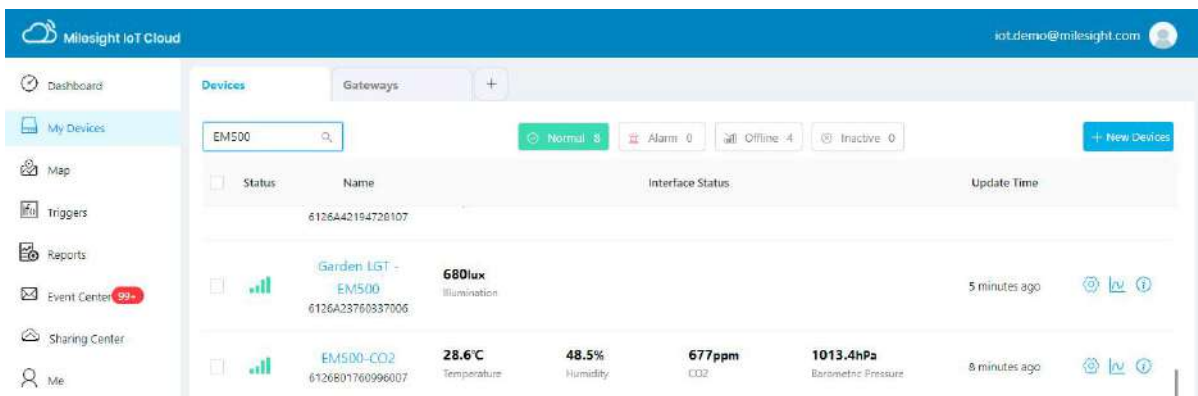 Milesight IoT Cloud
iot.demo@milesight.com
Dashboard
My Devices
Map
Triggers
Reports
Event Center 99+
Sharing Center
Me
Devices
Gateways
+
EM500
Normal 8
Alarm 0
Offline 4
Inactive 0
+ New Devices
Status Name Interface Status Update Time
6126A42194728107
Garden LGT -
EM500
6126A23760337006
680lux
Illumination
5 minutes ago
EM500-CO2
6126B01760996007
28.6°C
Temperature
48.5%
Humidity
677ppm
CO2
1013.4hPa
Barometric Pressure
8 minutes ago